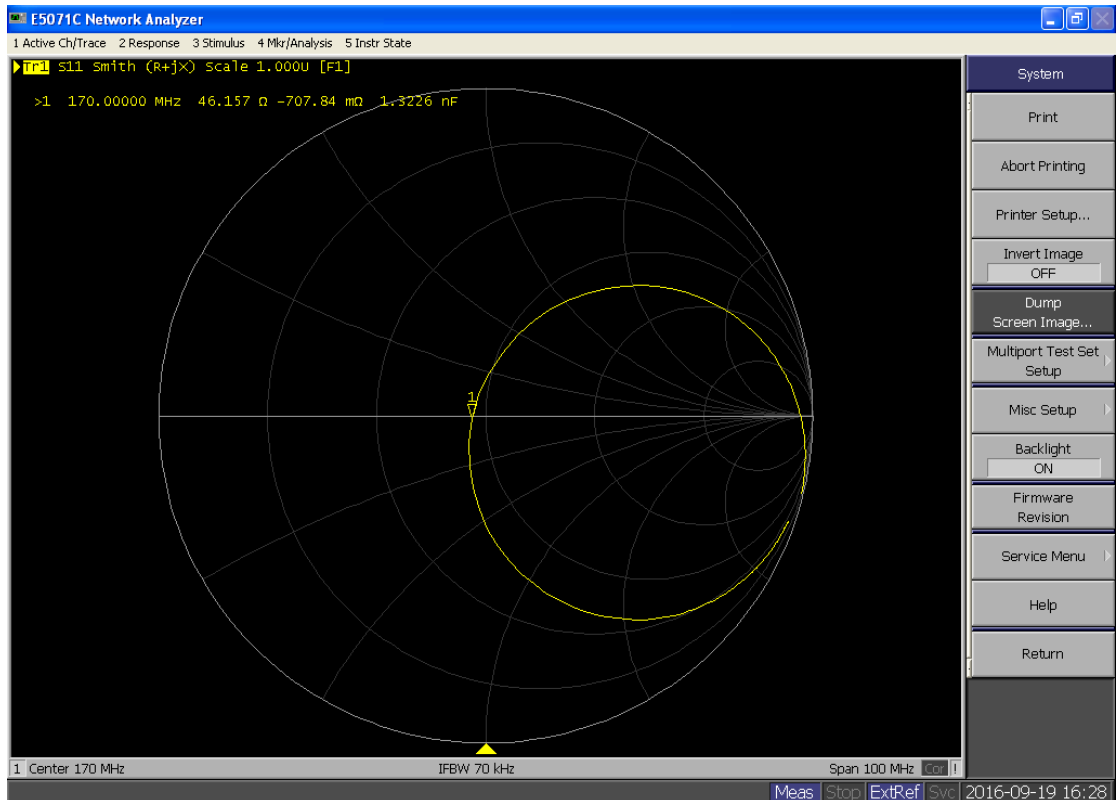 E5071C Network Analyzer
1 Active Ch/Trace 2 Response 3 Stimulus 4 Mkr/Analysis 5 Instr State
Tr1 S11 Smith (R+jX) Scale 1.000U [F1]
>1 170.00000 MHz 46.157 Ω -707.84 mΩ 1.3226 nF
1
System
Print
Abort Printing
Printer Setup...
Invert Image
OFF
Dump
Screen Image...
Multiport Test Set
Setup
Misc Setup
Backlight
ON
Firmware
Revision
Service Menu
Help
Return
1 Center 170 MHz IFBW 70 kHz Span 100 MHz Cor !
Meas Stop ExtRef Svc 2016-09-19 16:28